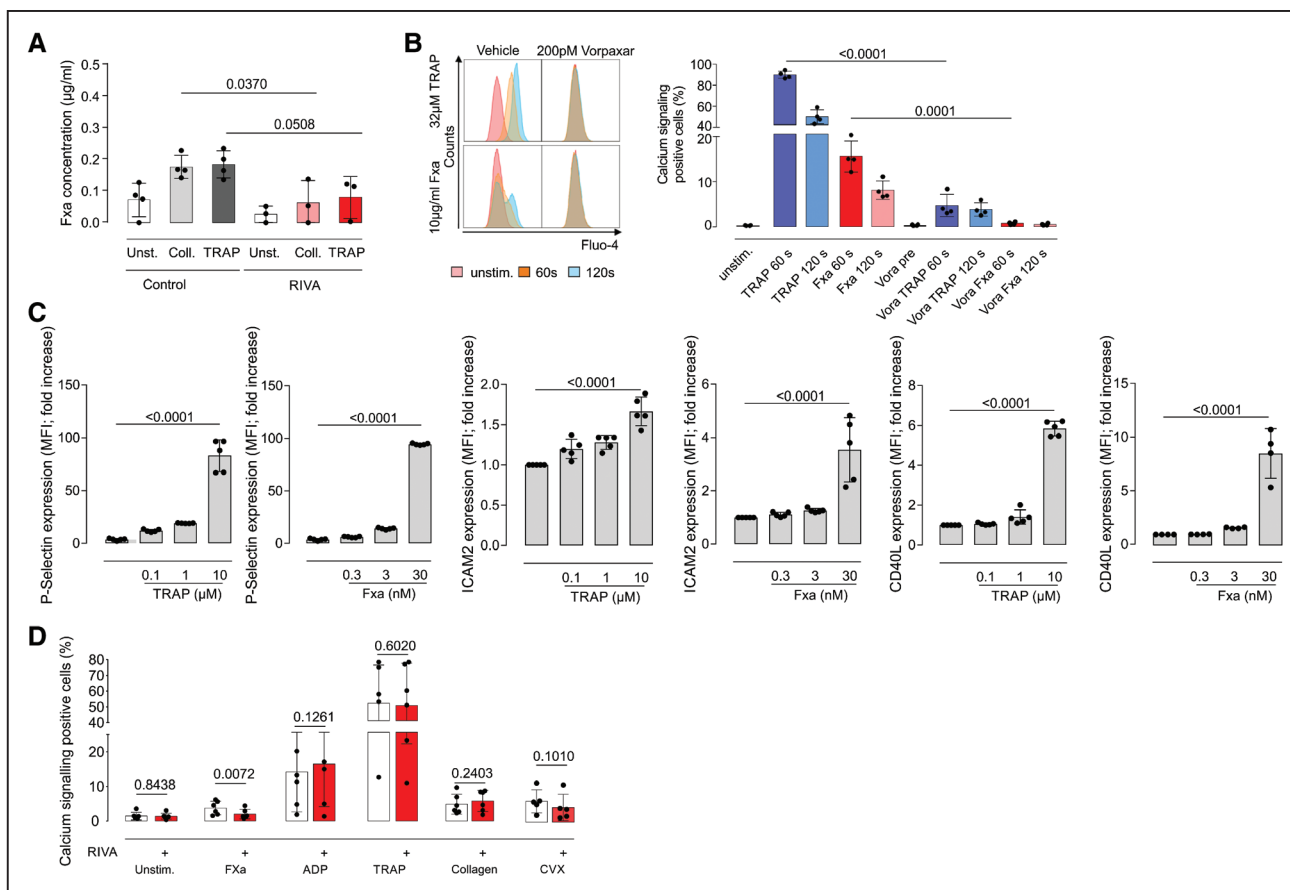 A
Fxa concentration (µg/ml)
0.5
0.4
0.3
0.2
0.1
0.0
0.0370
0.0508
Unst. Coll. TRAP Unst. Coll. TRAP
Control RIVA
B
Vehicle 200pM Vorpaxar
32µM TRAP
10µg/ml Fxa
Counts
Fluo-4
unstim. 60s 120s
Calcium signaling
positive cells (%)
100
80
60
40
20
10
0
<0.0001
0.0001
unstim.
TRAP 60 s
TRAP 120 s
Fxa 60 s
Fxa 120 s
Vora pre
Vora TRAP 60 s
Vora TRAP 120 s
Vora Fxa 60 s
Vora Fxa 120 s
C
P-Selectin expression (MFI; fold increase)
150
100
50
0
<0.0001
0.1 1 10
TRAP (µM)
P-Selectin expression (MFI; fold increase)
150
100
50
0
<0.0001
0.3 3 30
Fxa (nM)
ICAM2 expression (MFI; fold increase)
2.0
1.5
1.0
0.5
0.0
<0.0001
0.1 1 10
TRAP (µM)
ICAM2 expression (MFI; fold increase)
6
4
2
0
<0.0001
0.3 3 30
Fxa (nM)
CD40L expression (MFI; fold increase)
8
6
4
2
0
<0.0001
0.1 1 10
TRAP (µM)
CD40L expression (MFI; fold increase)
15
10
5
0
<0.0001
0.3 3 30
Fxa (nM)
D
Calcium signalling positive cells (%)
80
70
60
50
40
20
10
0
0.8438
0.0072
0.1261
0.6020
0.2403
0.1010
RIVA + + + + + +
Unstim. FXa ADP TRAP Collagen CVX